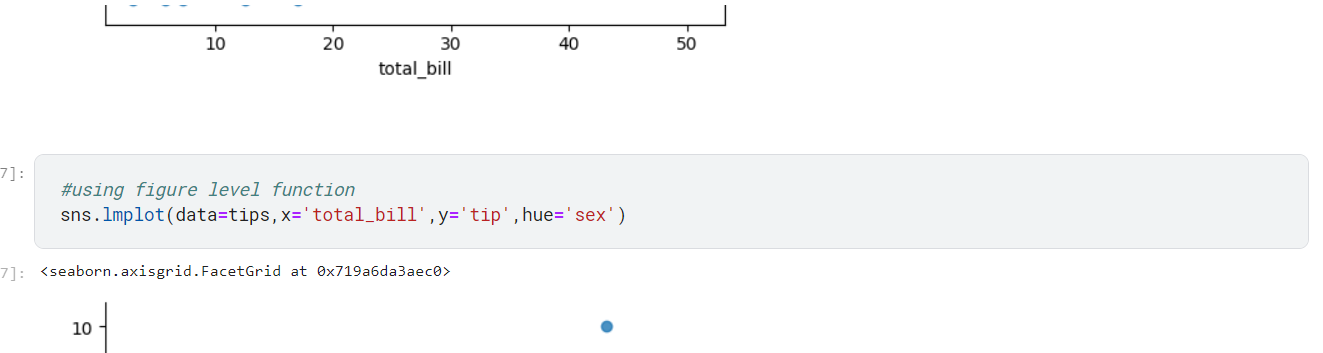 10 20 30 40 50
total_bill
7]:
#using figure level function
sns.lmplot(data=tips,x='total_bill',y='tip',hue='sex')
7]:
<seaborn.axisgrid.FacetGrid at 0x719a6da3aec0>
10